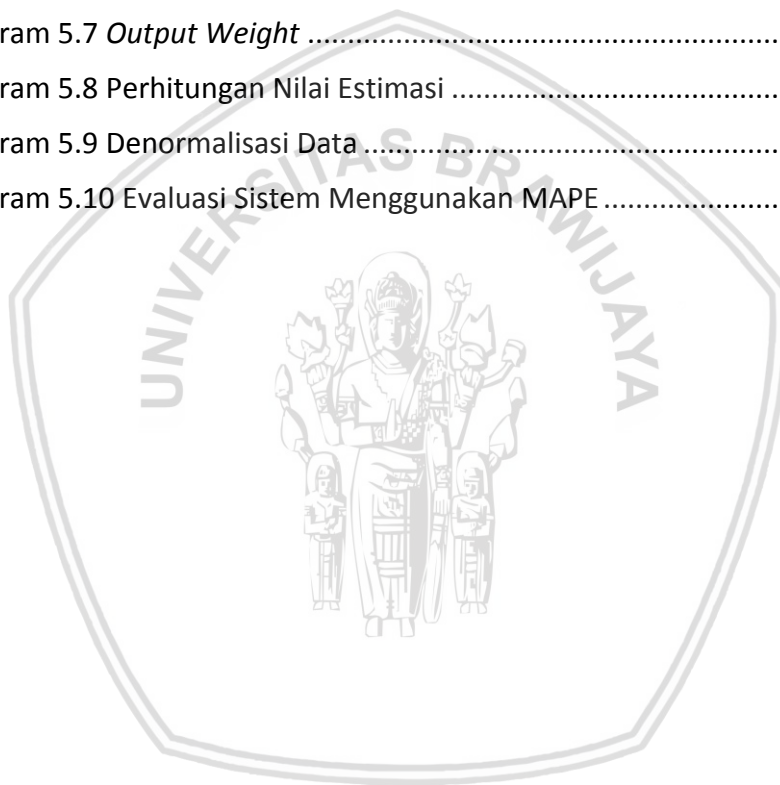 ram 5.7 Output Weight ............................................................
ram 5.8 Perhitungan Nilai Estimasi ..........................................
ram 5.9 Denormalisasi Data .....................................................
ram 5.10 Evaluasi Sistem Menggunakan MAPE ......................
UNIVERSITAS BRAWIJAYA